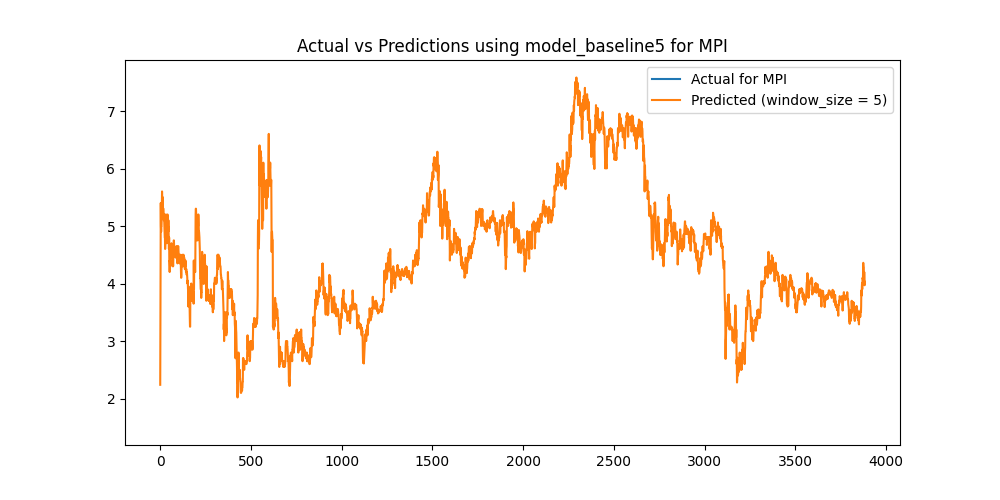 Actual vs Predictions using model_baseline5 for MPI
Actual for MPI
Predicted (window_size = 5)
7
6
5
4
3
2
0 500 1000 1500 2000 2500 3000 3500 4000